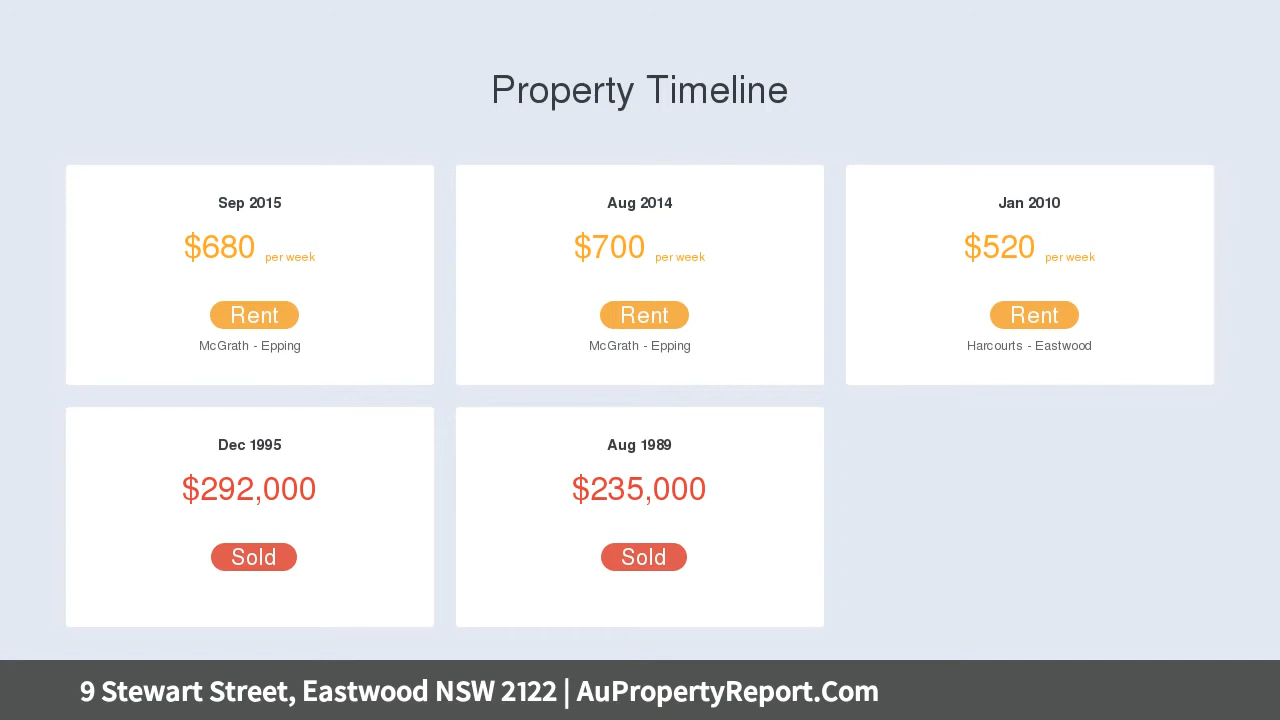 Property Timeline
Sep 2015
$680 per week
Rent
McGrath - Epping
Aug 2014
$700 per week
Rent
McGrath - Epping
Jan 2010
$520 per week
Rent
Harcourts - Eastwood
Dec 1995
$292,000
Sold
Aug 1989
$235,000
Sold
9 Stewart Street, Eastwood NSW 2122 | AuPropertyReport.Com